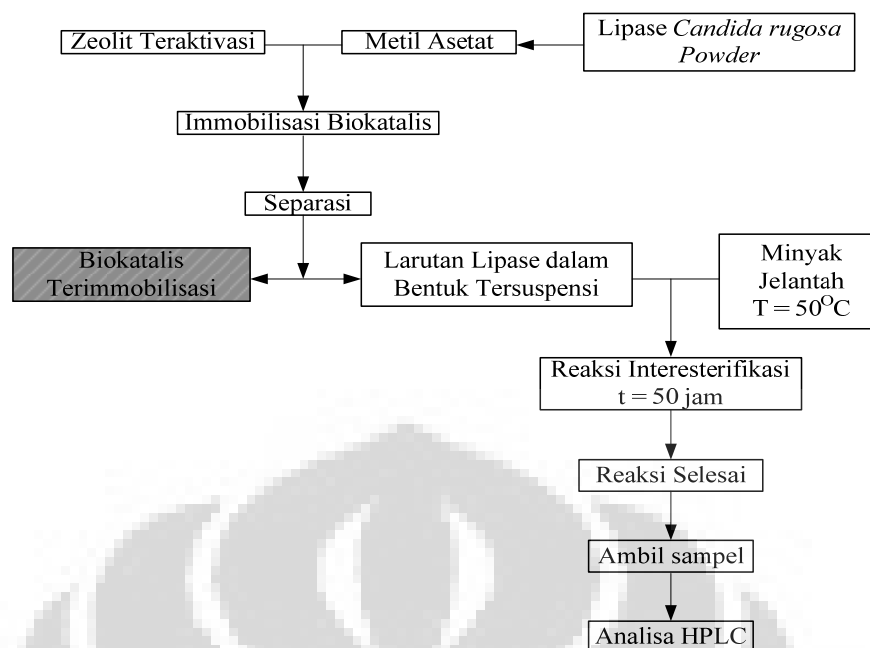 Zeolit Teraktivasi
Metil Asetat
Lipase Candida rugosa
Powder
Immobilisasi Biokatalis
Separasi
Biokatalis
Terimmobilisasi
Larutan Lipase dalam
Bentuk Tersuspensi
Minyak
Jelantah
T = 50⁰C
Reaksi Interesterifikasi
t = 50 jam
Reaksi Selesai
Ambil sampel
Analisa HPLC